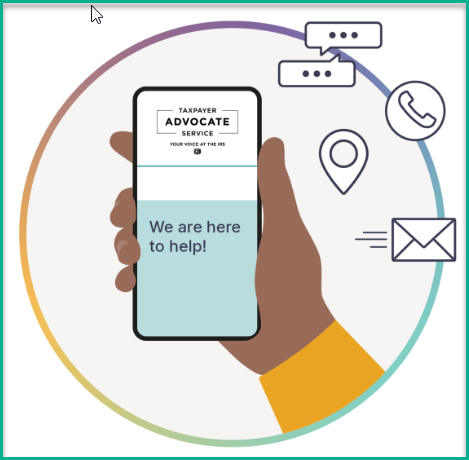 TAXPAYER
ADVOCATE
SERVICE
YOUR VOICE AT THE IRS
We are here
to help!